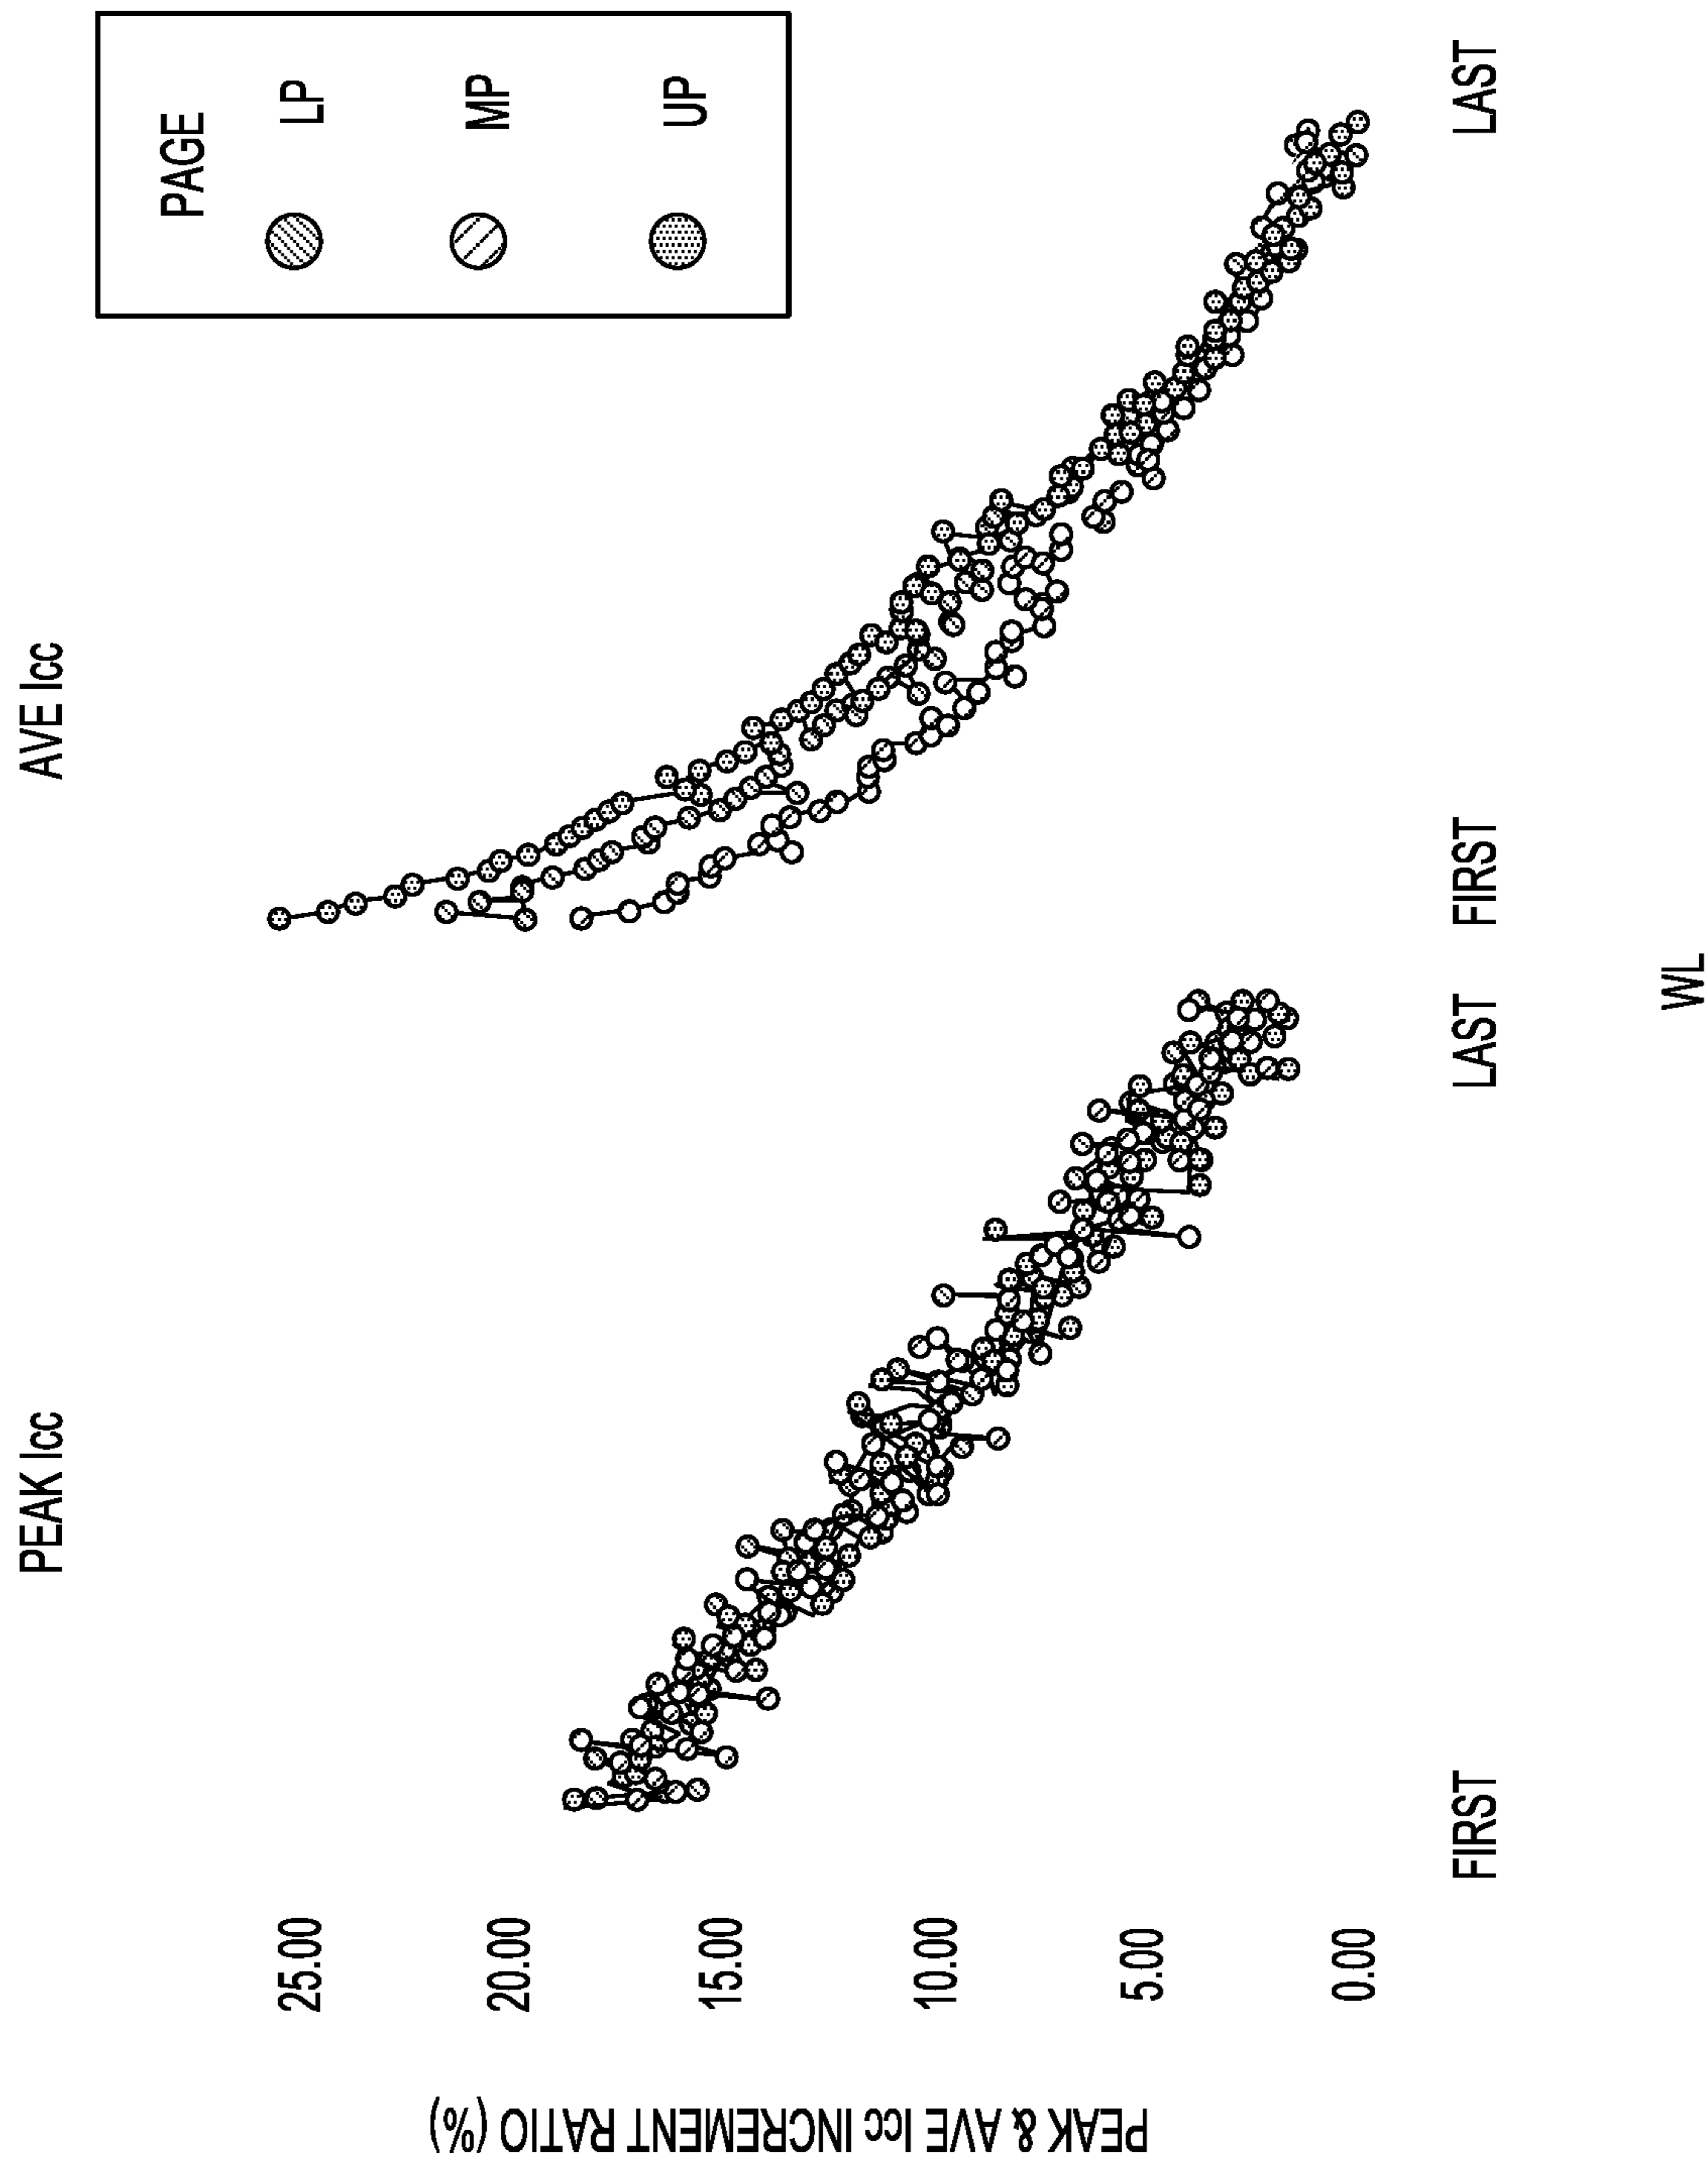 PEAK Icc
AVE Icc
PAGE
LP
MP
UP
PEAK & AVE Icc INCREMENT RATIO (%)
25.00
20.00
15.00
10.00
5.00
0.00
FIRST
LAST
FIRST
LAST
WL